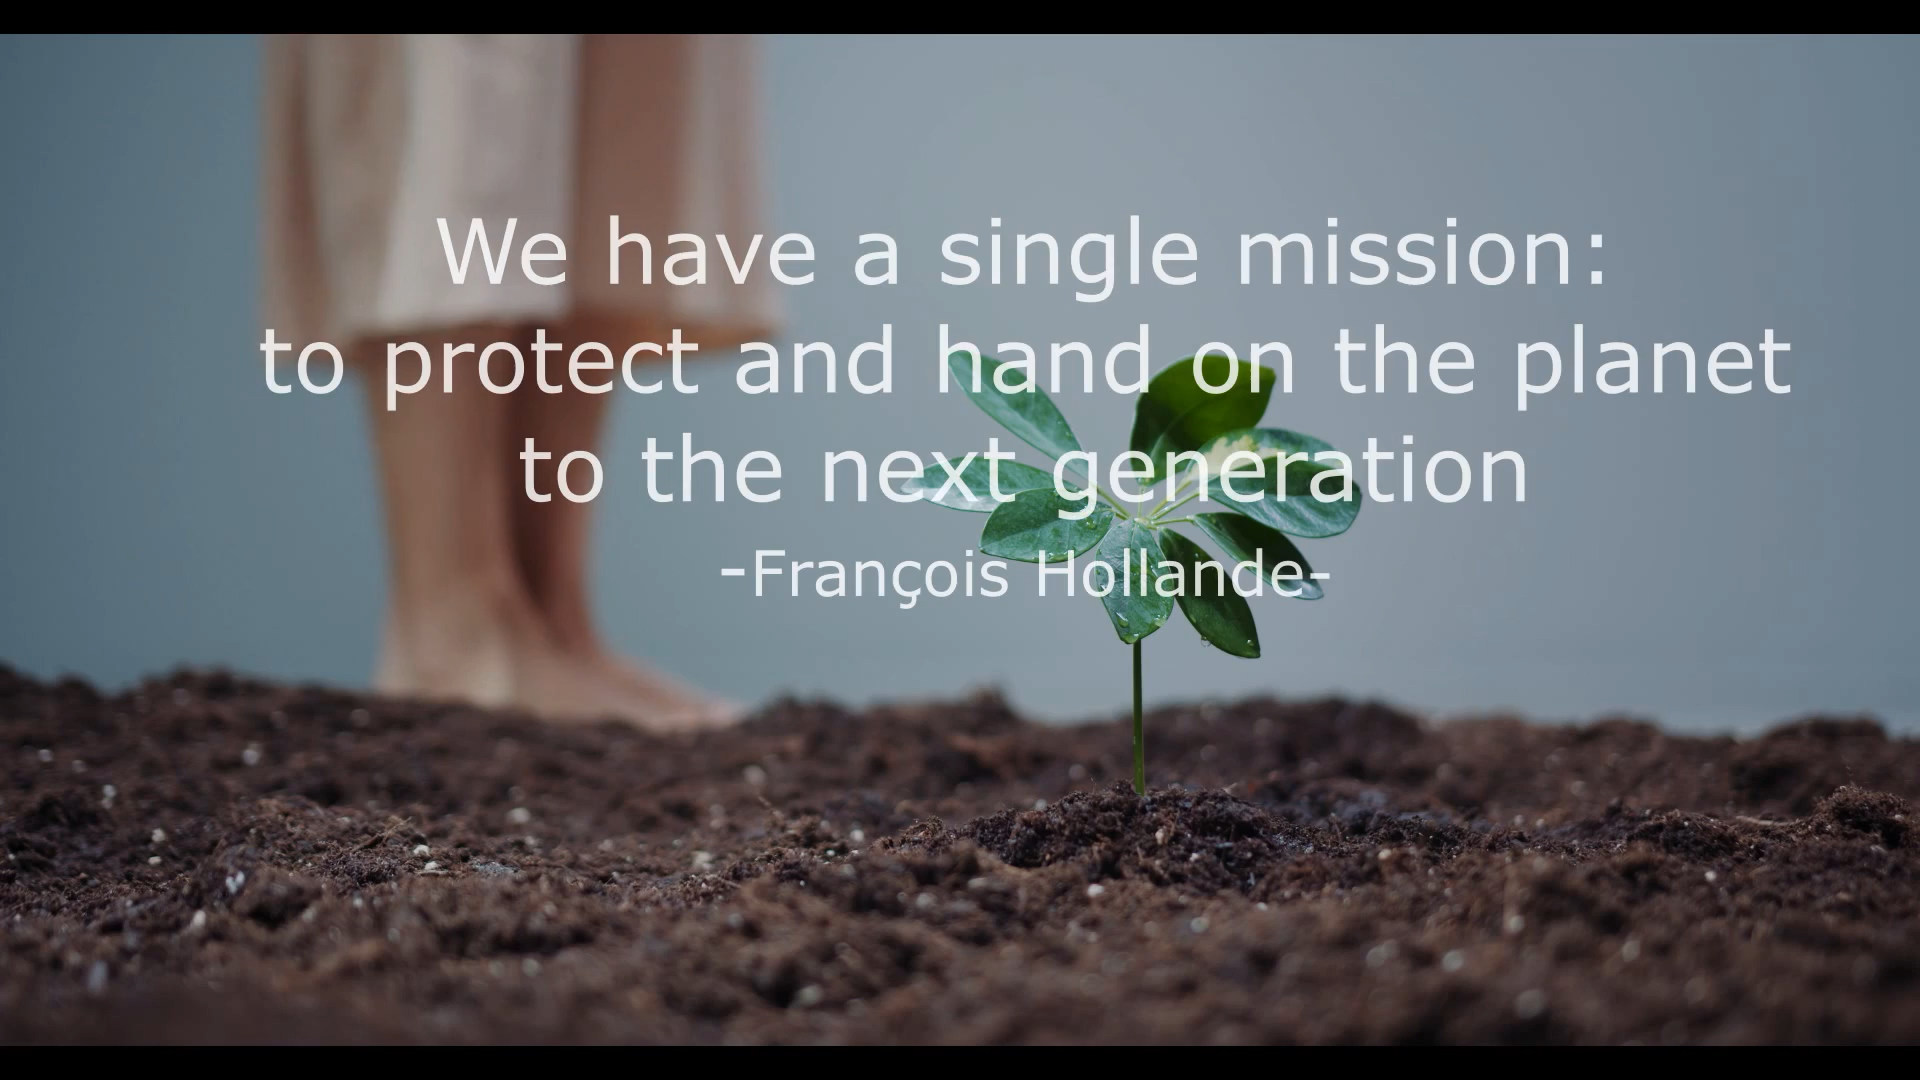 We have a single mission:
to protect and hand on the planet
to the next generation
-François Hollande-